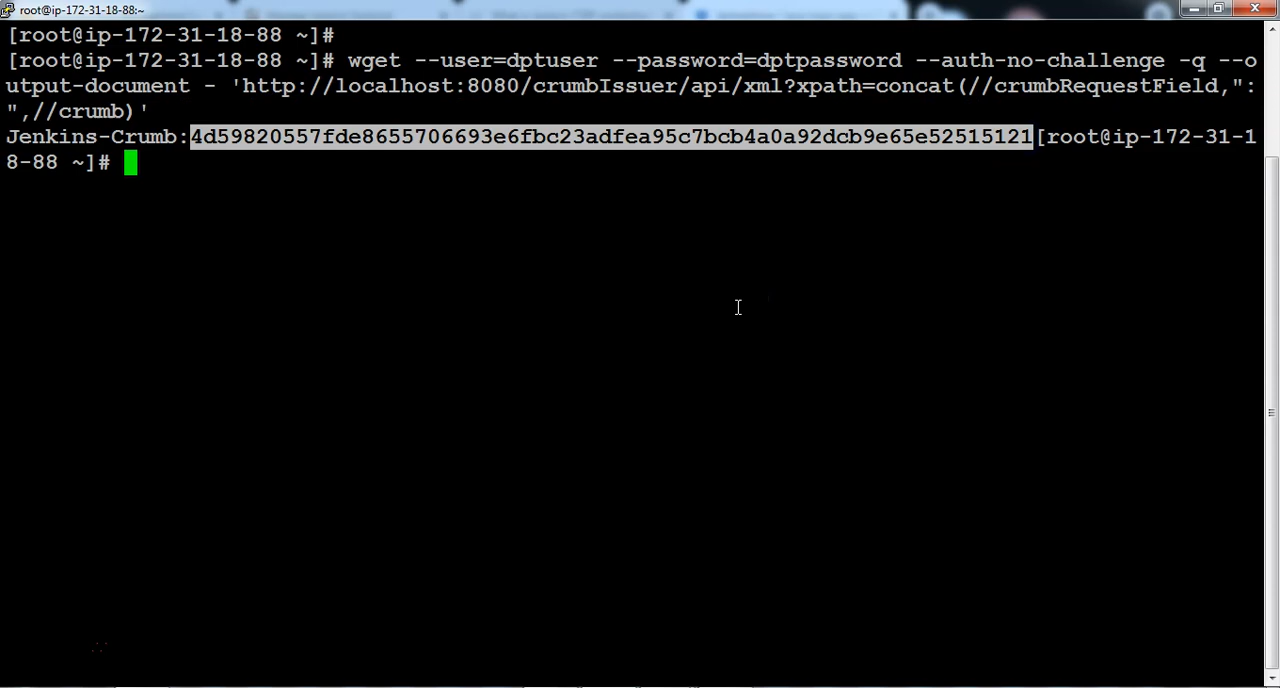 root@ip-172-31-18-88:~
[root@ip-172-31-18-88 ~]#
[root@ip-172-31-18-88 ~]# wget --user=dptuser --password=dptpassword --auth-no-challenge -q --o
utput-document - 'http://localhost:8080/crumbIssuer/api/xml?xpath=concat(//crumbRequestField,":
",//crumb)'
Jenkins-Crumb:4d59820557fde8655706693e6fbc23adfea95c7bcb4a0a92dcb9e65e52515121[root@ip-172-31-1
8-88 ~]#